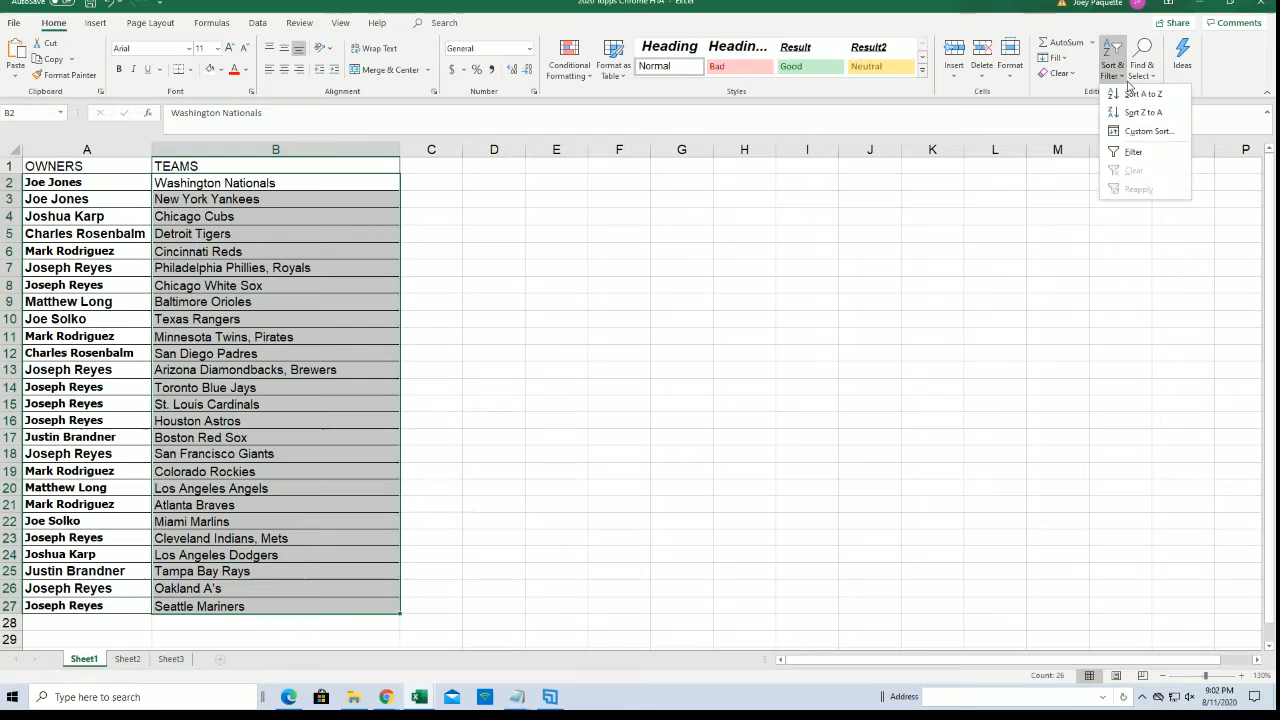 AutoSave
2020 Topps Chrome HTA - Excel
Joey Paquette
JP
File Home Insert Page Layout Formulas Data Review View Help Search
Share Comments
Paste
Cut
Copy
Format Painter
Clipboard
Arial 11
B I U
Font
Wrap Text
Merge & Center
Alignment
General
$ % ,
Number
Conditional Formatting
Format as Table
Heading Headin... Result Result2
Normal Bad Good Neutral
Styles
Insert Delete Format
Cells
AutoSum
Fill
Clear
Sort & Filter
Find & Select
Ideas
Sort A to Z
Sort Z to A
Custom Sort...
Filter
Clear
Reapply
B2 Washington Nationals
A B C D E F G H I J K L M P
1 OWNERS TEAMS
2 Joe Jones Washington Nationals
3 Joe Jones New York Yankees
4 Joshua Karp Chicago Cubs
5 Charles Rosenbalm Detroit Tigers
6 Mark Rodriguez Cincinnati Reds
7 Joseph Reyes Philadelphia Phillies, Royals
8 Joseph Reyes Chicago White Sox
9 Matthew Long Baltimore Orioles
10 Joe Solko Texas Rangers
11 Mark Rodriguez Minnesota Twins, Pirates
12 Charles Rosenbalm San Diego Padres
13 Joseph Reyes Arizona Diamondbacks, Brewers
14 Joseph Reyes Toronto Blue Jays
15 Joseph Reyes St. Louis Cardinals
16 Joseph Reyes Houston Astros
17 Justin Brandner Boston Red Sox
18 Joseph Reyes San Francisco Giants
19 Mark Rodriguez Colorado Rockies
20 Matthew Long Los Angeles Angels
21 Mark Rodriguez Atlanta Braves
22 Joe Solko Miami Marlins
23 Joseph Reyes Cleveland Indians, Mets
24 Joshua Karp Los Angeles Dodgers
25 Justin Brandner Tampa Bay Rays
26 Joseph Reyes Oakland A's
27 Joseph Reyes Seattle Mariners
28
29
Sheet1 Sheet2 Sheet3
Count: 26 130%
Type here to search
Address
9:02 PM
8/11/2020